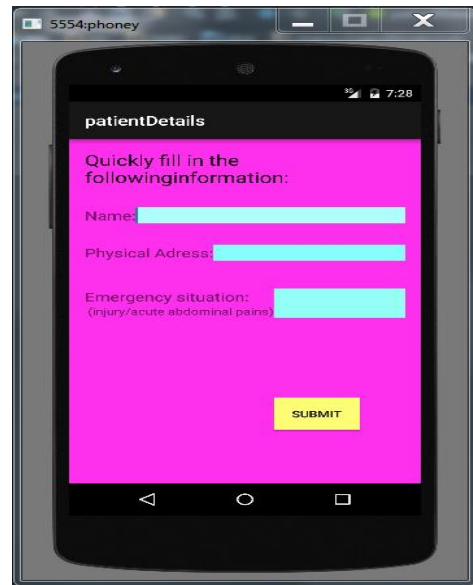 5554:phoney
3G 7:28
patientDetails
Quickly fill in the
followinginformation:
Name:
Physical Adress:
Emergency situation:
(injury/acute abdominal pains)
SUBMIT